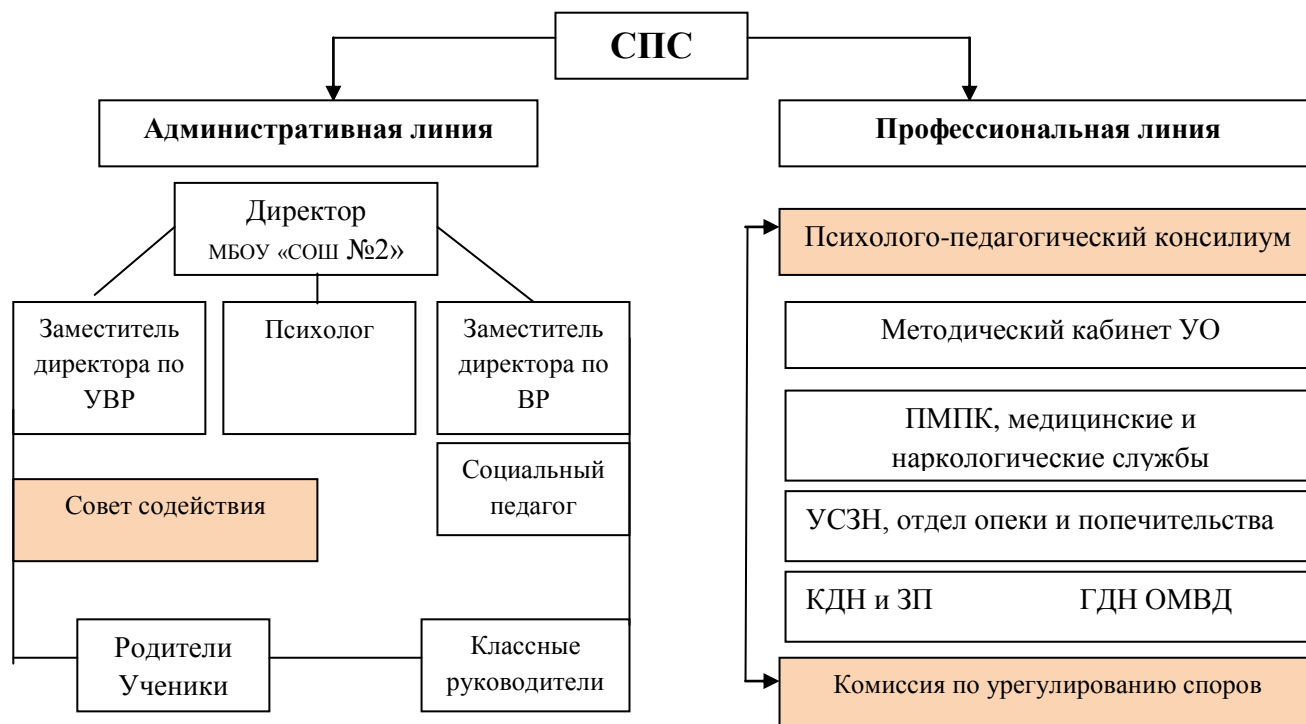 СПС
Административная линия
Директор
МБОУ «СОШ №2»
Заместитель
директора по
УВР
Психолог
Заместитель
директора по
ВР
Социальный
педагог
Совет содействия
Родители
Ученики
Классные
руководители
Профессиональная линия
Психолого-педагогический консилиум
Методический кабинет УО
ПМПК, медицинские и
наркологические службы
УСЗН, отдел опеки и попечительства
КДН и ЗП ГДН ОМВД
Комиссия по урегулированию споров